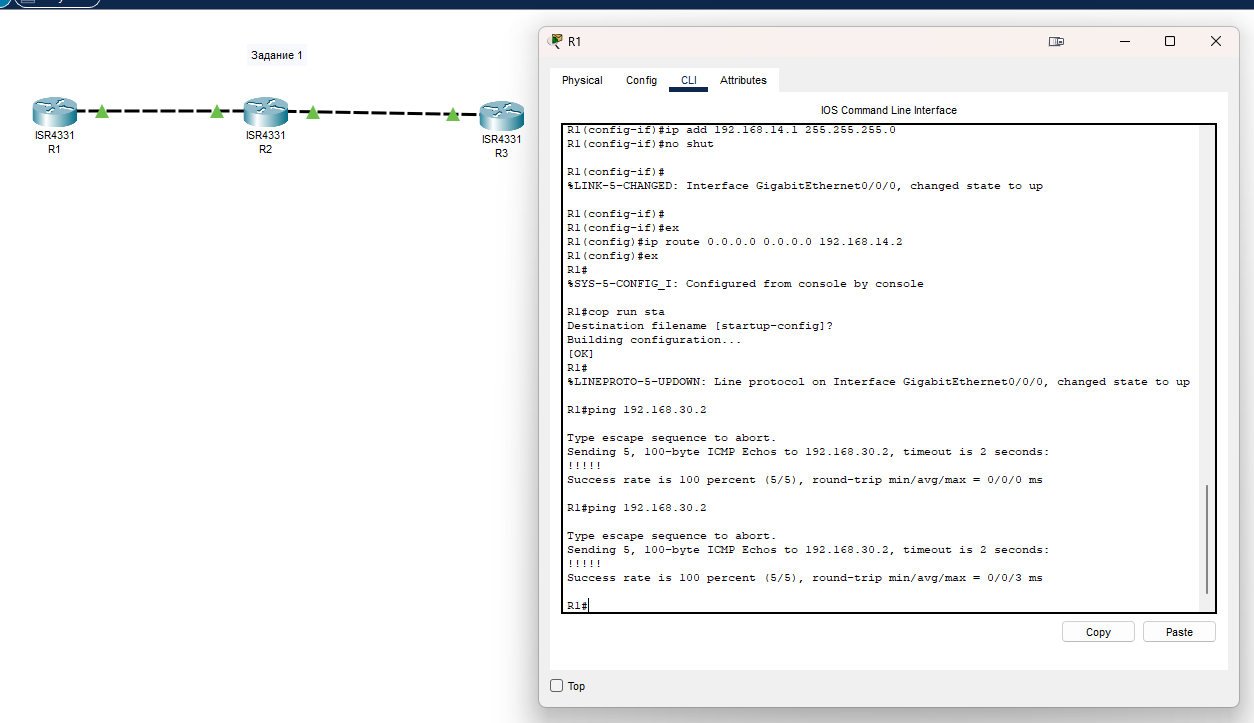 Задание 1
ISR4331
R1
ISR4331
R2
ISR4331
R3
R1
Physical
Config
CLI
Attributes
IOS Command Line Interface
R1(config-if)#ip add 192.168.14.1 255.255.255.0
R1(config-if)#no shut
R1(config-if)#
%LINK-5-CHANGED: Interface GigabitEthernet0/0/0, changed state to up
R1(config-if)#
R1(config-if)#ex
R1(config)#ip route 0.0.0.0 0.0.0.0 192.168.14.2
R1(config)#ex
R1#
%SYS-5-CONFIG_I: Configured from console by console
R1#cop run sta
Destination filename [startup-config]?
Building configuration...
[OK]
R1#
%LINEPROTO-5-UPDOWN: Line protocol on Interface GigabitEthernet0/0/0, changed state to up
R1#ping 192.168.30.2
Type escape sequence to abort.
Sending 5, 100-byte ICMP Echos to 192.168.30.2, timeout is 2 seconds:
!!!!!
Success rate is 100 percent (5/5), round-trip min/avg/max = 0/0/0 ms
R1#ping 192.168.30.2
Type escape sequence to abort.
Sending 5, 100-byte ICMP Echos to 192.168.30.2, timeout is 2 seconds:
!!!!!
Success rate is 100 percent (5/5), round-trip min/avg/max = 0/0/3 ms
R1#
Copy
Paste
Top